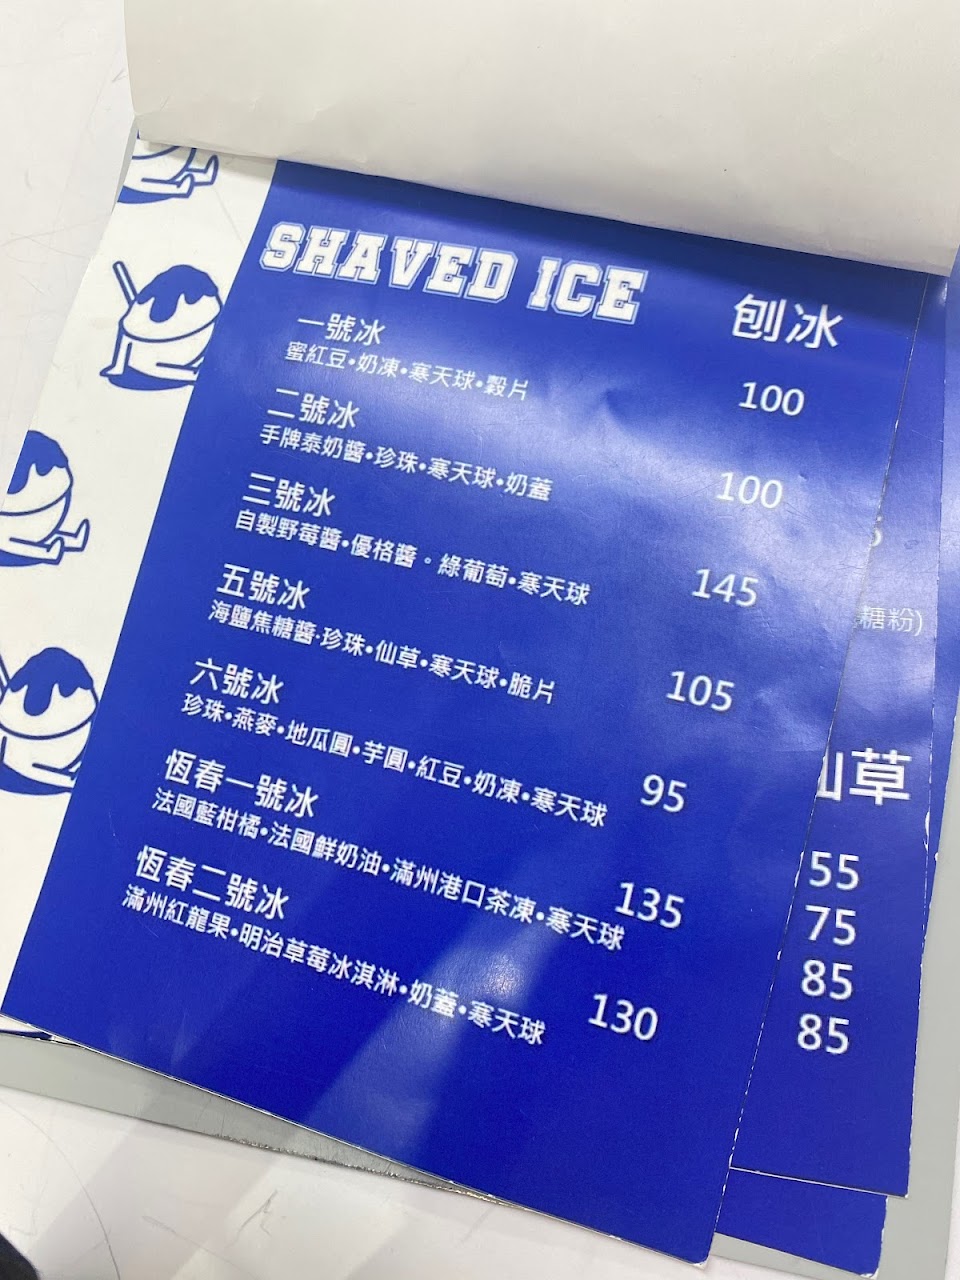 SHAVED ICE 刨冰
一號冰
蜜紅豆•奶凍•寒天球•穀片 100
二號冰
手牌泰奶醬•珍珠•寒天球•奶蓋 100
三號冰
自製野莓醬•優格醬。綠葡萄•寒天球 145
五號冰
海鹽焦糖醬·珍珠•仙草•寒天球•脆片 105
六號冰
珍珠•燕麥•地瓜圓•芋圓•紅豆•奶凍•寒天球 95
恆春一號冰
法國藍柑橘•法國鮮奶油•滿州港口茶凍•寒天球 135
恆春二號冰
滿州紅龍果•明治草莓冰淇淋•奶蓋•寒天球 130
5
糖粉)
仙草
55
75
85
85